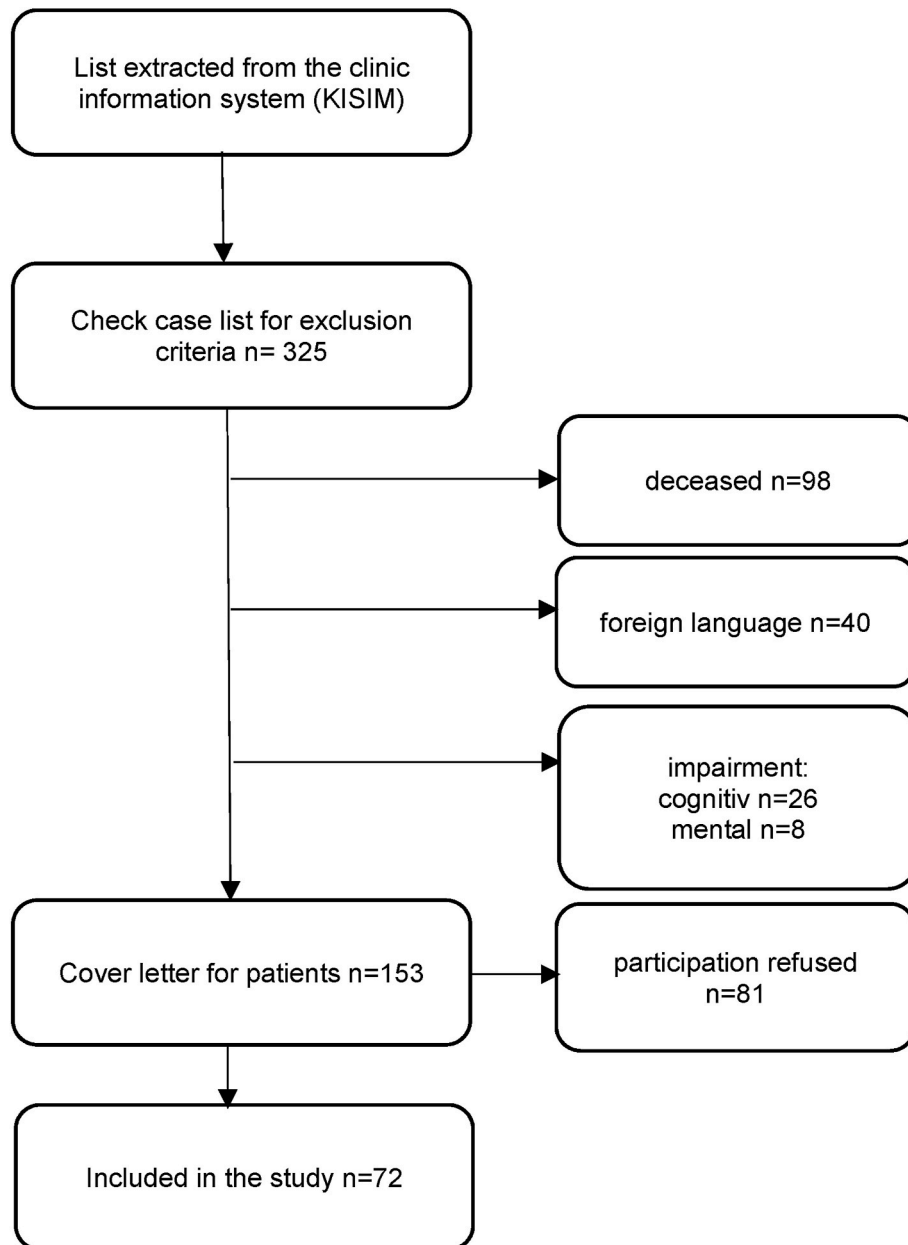 List extracted from the clinic
information system (KISIM)
Check case list for exclusion
criteria n= 325
deceased n=98
foreign language n=40
impairment:
cognitiv n=26
mental n=8
Cover letter for patients n=153
participation refused
n=81
Included in the study n=72